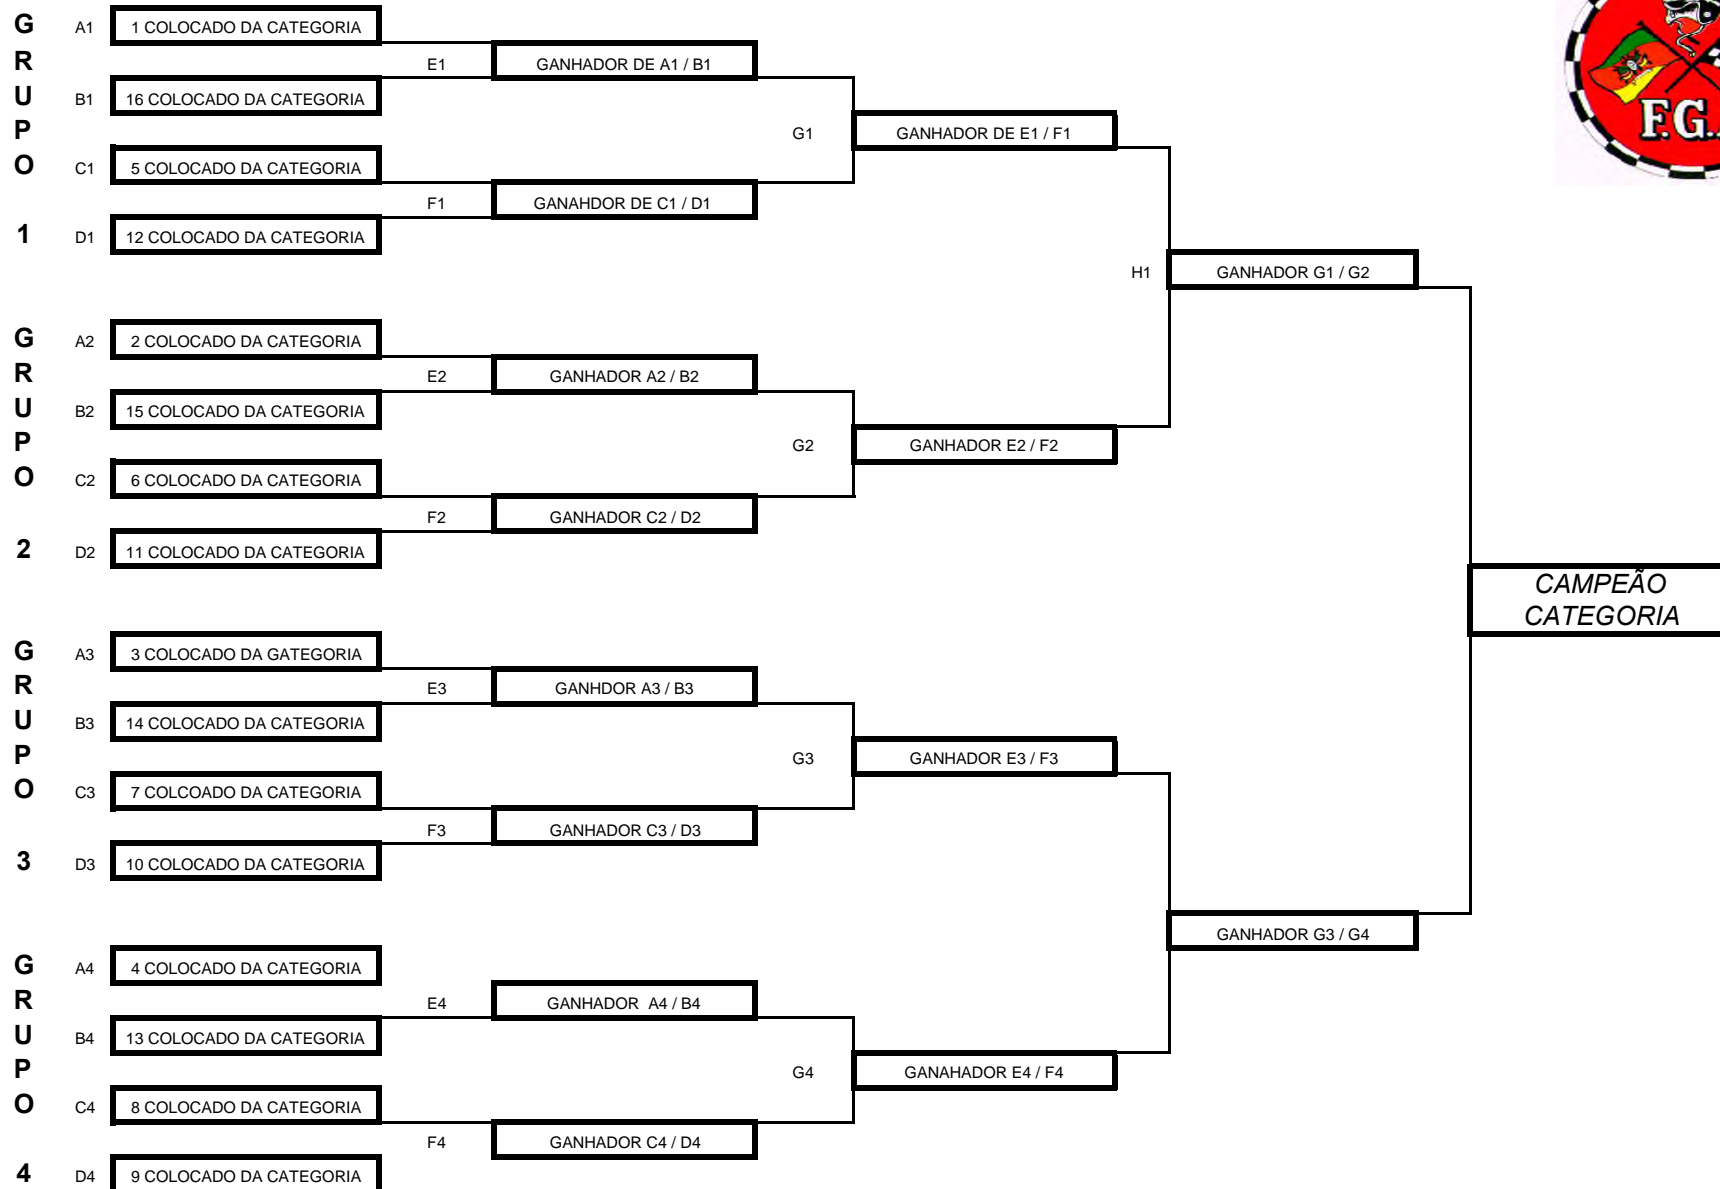 GRUPO 1
A1 1 COLOCADO DA CATEGORIA
E1 GANHADOR DE A1 / B1
B1 16 COLOCADO DA CATEGORIA
G1 GANHADOR DE E1 / F1
C1 5 COLOCADO DA CATEGORIA
F1 GANAHDOR DE C1 / D1
D1 12 COLOCADO DA CATEGORIA
H1 GANHADOR G1 / G2
GRUPO 2
A2 2 COLOCADO DA CATEGORIA
E2 GANHADOR A2 / B2
B2 15 COLOCADO DA CATEGORIA
G2 GANHADOR E2 / F2
C2 6 COLOCADO DA CATEGORIA
F2 GANHADOR C2 / D2
D2 11 COLOCADO DA CATEGORIA
CAMPEÃO
CATEGORIA
GRUPO 3
A3 3 COLOCADO DA GATEGORIA
E3 GANHDOR A3 / B3
B3 14 COLOCADO DA CATEGORIA
G3 GANHADOR E3 / F3
C3 7 COLCOADO DA CATEGORIA
F3 GANHADOR C3 / D3
D3 10 COLOCADO DA CATEGORIA
GANHADOR G3 / G4
GRUPO 4
A4 4 COLOCADO DA CATEGORIA
E4 GANHADOR A4 / B4
B4 13 COLOCADO DA CATEGORIA
G4 GANAHADOR E4 / F4
C4 8 COLOCADO DA CATEGORIA
F4 GANHADOR C4 / D4
D4 9 COLOCADO DA CATEGORIA
F.G.